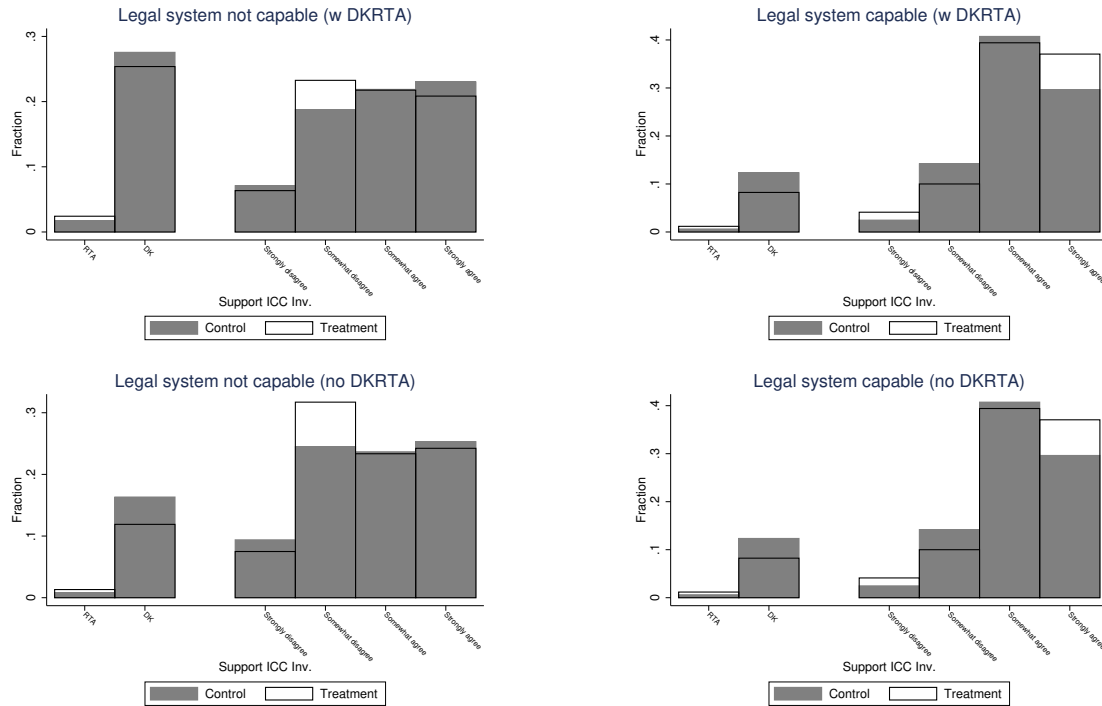 Legal system not capable (w DKRTA)
Fraction
0 .1 .2 .3
RTA DK Strongly disagree Somewhat disagree Somewhat agree Strongly agree
Support ICC Inv.
Control Treatment
Legal system capable (w DKRTA)
Fraction
0 .1 .2 .3 .4
RTA DK Strongly disagree Somewhat disagree Somewhat agree Strongly agree
Support ICC Inv.
Control Treatment
Legal system not capable (no DKRTA)
Fraction
0 .1 .2 .3
RTA DK Strongly disagree Somewhat disagree Somewhat agree Strongly agree
Support ICC Inv.
Control Treatment
Legal system capable (no DKRTA)
Fraction
0 .1 .2 .3 .4
RTA DK Strongly disagree Somewhat disagree Somewhat agree Strongly agree
Support ICC Inv.
Control Treatment